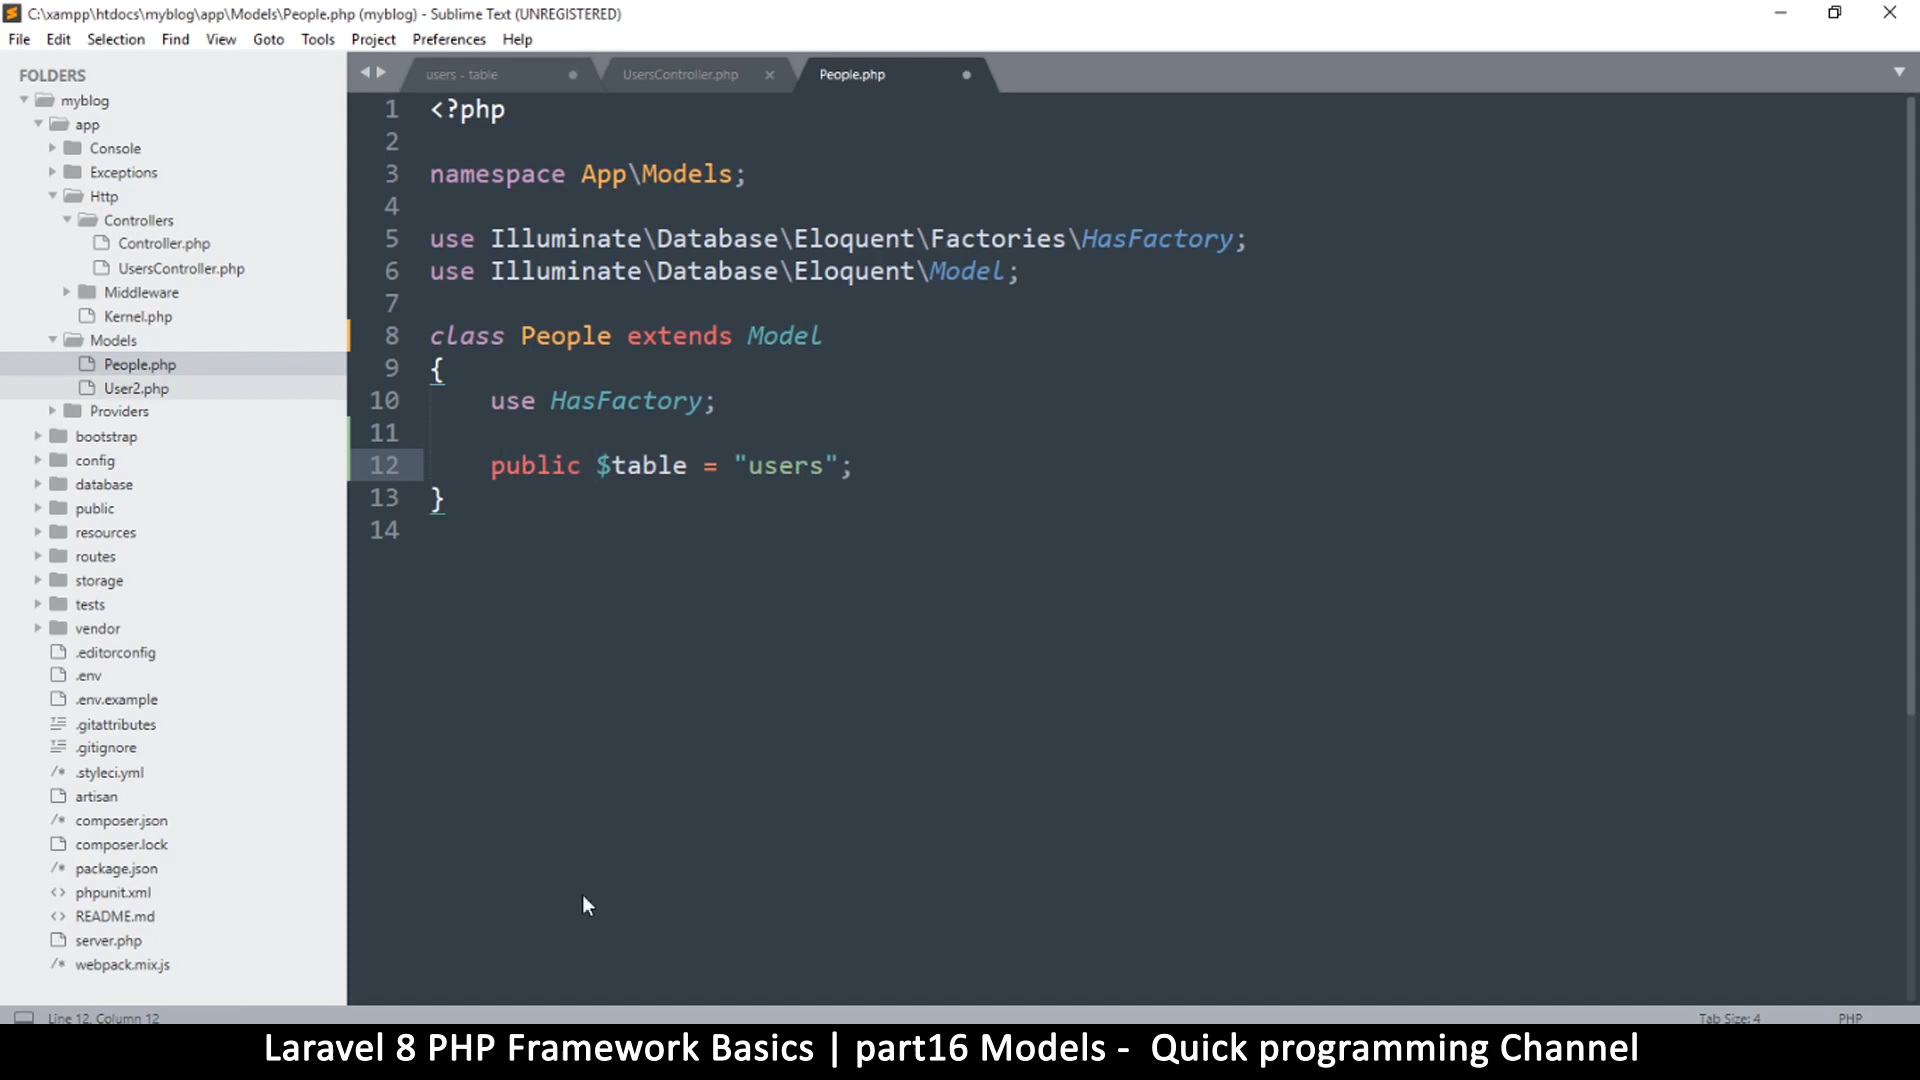 C:\xampp\htdocs\myblog\app\Models\People.php (myblog) - Sublime Text (UNREGISTERED)
File Edit Selection Find View Goto Tools Project Preferences Help
FOLDERS
myblog
app
Console
Exceptions
Http
Controllers
Controller.php
UsersController.php
Middleware
Kernel.php
Models
People.php
User2.php
Providers
bootstrap
config
database
public
resources
routes
storage
tests
vendor
.editorconfig
.env
.env.example
.gitattributes
.gitignore
/* .styleci.yml
artisan
/* composer.json
composer.lock
/* package.json
<> phpunit.xml
<> README.md
server.php
/* webpack.mix.js
users - table UsersController.php People.php
1 <?php
2
3 namespace App\Models;
4
5 use Illuminate\Database\Eloquent\Factories\HasFactory;
6 use Illuminate\Database\Eloquent\Model;
7
8 class People extends Model
9 {
10 use HasFactory;
11
12 public $table = "users";
13 }
14
Line 12, Column 12 Tab Size: 4 PHP
Laravel 8 PHP Framework Basics | part16 Models - Quick programming Channel